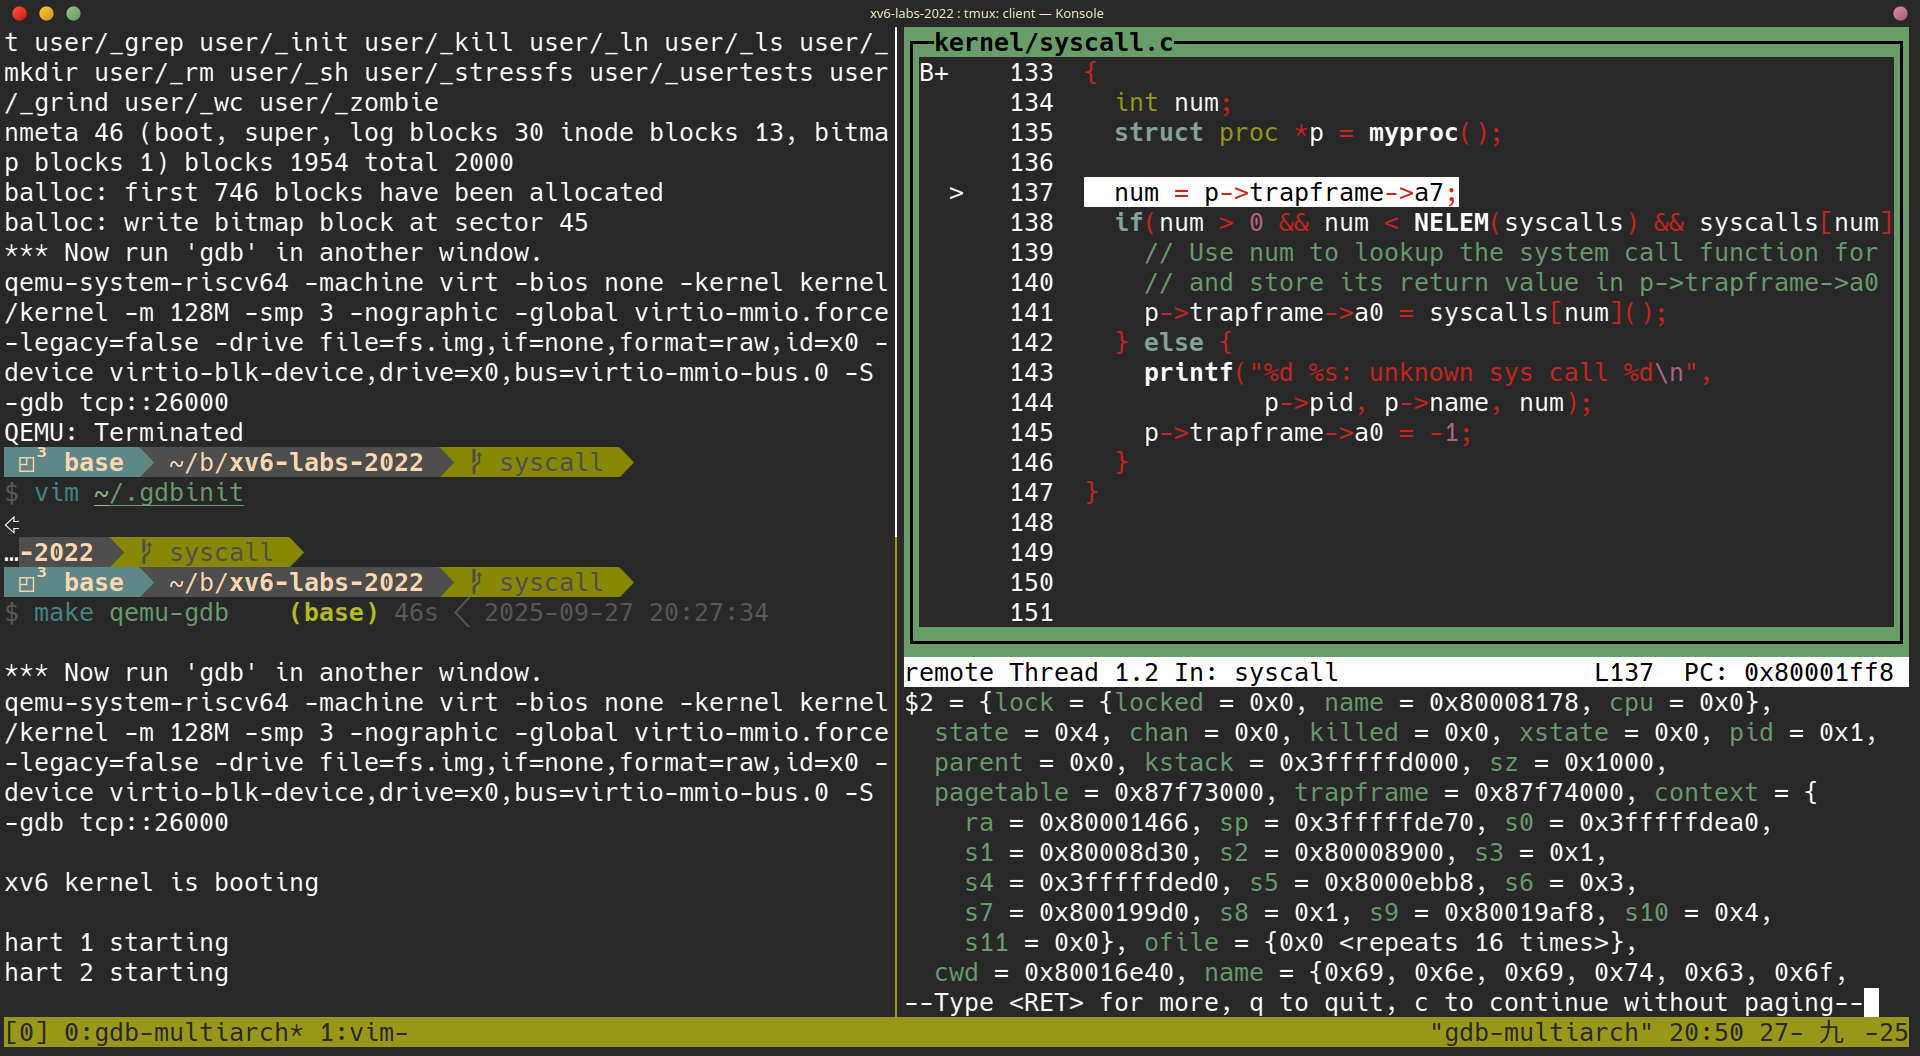 xv6-labs-2022 : tmux: client — Konsole
t user/_grep user/_init user/_kill user/_ln user/_ls user/_
mkdir user/_rm user/_sh user/_stressfs user/_usertests user
/_grind user/_wc user/_zombie
nmeta 46 (boot, super, log blocks 30 inode blocks 13, bitma
p blocks 1) blocks 1954 total 2000
balloc: first 746 blocks have been allocated
balloc: write bitmap block at sector 45
*** Now run 'gdb' in another window.
qemu-system-riscv64 -machine virt -bios none -kernel kernel
/kernel -m 128M -smp 3 -nographic -global virtio-mmio.force
-legacy=false -drive file=fs.img,if=none,format=raw,id=x0 -
device virtio-blk-device,drive=x0,bus=virtio-mmio-bus.0 -S
-gdb tcp::26000
QEMU: Terminated
3 base ~/b/xv6-labs-2022 syscall
$ vim ~/.gdbinit
…-2022 syscall
3 base ~/b/xv6-labs-2022 syscall
$ make qemu-gdb (base) 46s 2025-09-27 20:27:34
*** Now run 'gdb' in another window.
qemu-system-riscv64 -machine virt -bios none -kernel kernel
/kernel -m 128M -smp 3 -nographic -global virtio-mmio.force
-legacy=false -drive file=fs.img,if=none,format=raw,id=x0 -
device virtio-blk-device,drive=x0,bus=virtio-mmio-bus.0 -S
-gdb tcp::26000
xv6 kernel is booting
hart 1 starting
hart 2 starting
kernel/syscall.c
B+ 133 {
134 int num;
135 struct proc *p = myproc();
136
> 137 num = p->trapframe->a7;
138 if(num > 0 && num < NELEM(syscalls) && syscalls[num]
139 // Use num to lookup the system call function for
140 // and store its return value in p->trapframe->a0
141 p->trapframe->a0 = syscalls[num]();
142 } else {
143 printf("%d %s: unknown sys call %d\n",
144 p->pid, p->name, num);
145 p->trapframe->a0 = -1;
146 }
147 }
148
149
150
151
remote Thread 1.2 In: syscall L137 PC: 0x80001ff8
$2 = {lock = {locked = 0x0, name = 0x80008178, cpu = 0x0},
state = 0x4, chan = 0x0, killed = 0x0, xstate = 0x0, pid = 0x1,
parent = 0x0, kstack = 0x3fffffd000, sz = 0x1000,
pagetable = 0x87f73000, trapframe = 0x87f74000, context = {
ra = 0x80001466, sp = 0x3fffffde70, s0 = 0x3fffffdea0,
s1 = 0x80008d30, s2 = 0x80008900, s3 = 0x1,
s4 = 0x3fffffded0, s5 = 0x8000ebb8, s6 = 0x3,
s7 = 0x800199d0, s8 = 0x1, s9 = 0x80019af8, s10 = 0x4,
s11 = 0x0}, ofile = {0x0 <repeats 16 times>},
cwd = 0x80016e40, name = {0x69, 0x6e, 0x69, 0x74, 0x63, 0x6f,
--Type <RET> for more, q to quit, c to continue without paging--
[0] 0:gdb-multiarch* 1:vim- "gdb-multiarch" 20:50 27- 九 -25